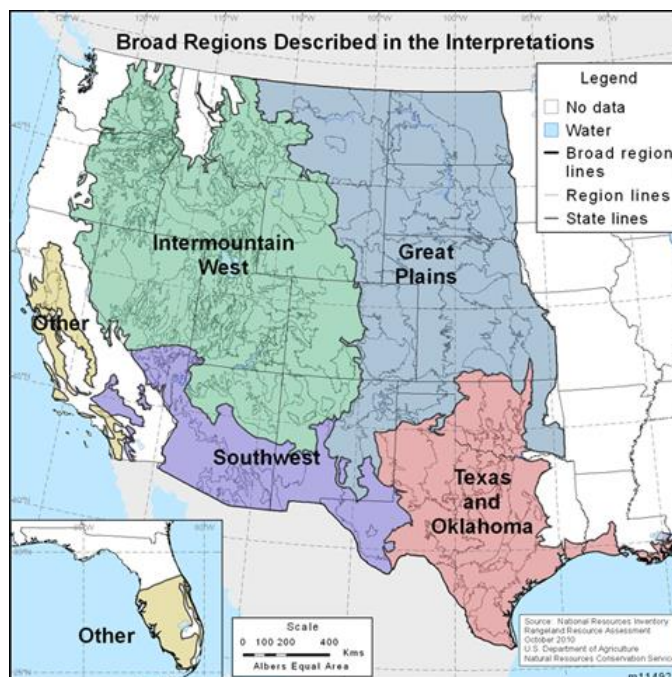 Broad Regions Described in the Interpretations
Legend
No data
Water
Broad region
lines
Region lines
State lines
Intermountain
West
Great
Plains
Other
Southwest
Texas
and
Oklahoma
Other
Scale
0 100 200 400
Kms
Albers Equal Area
Source: National Resources Inventory
Rangeland Resource Assessment
October 2010
U.S. Department of Agriculture
Natural Resources Conservation Service